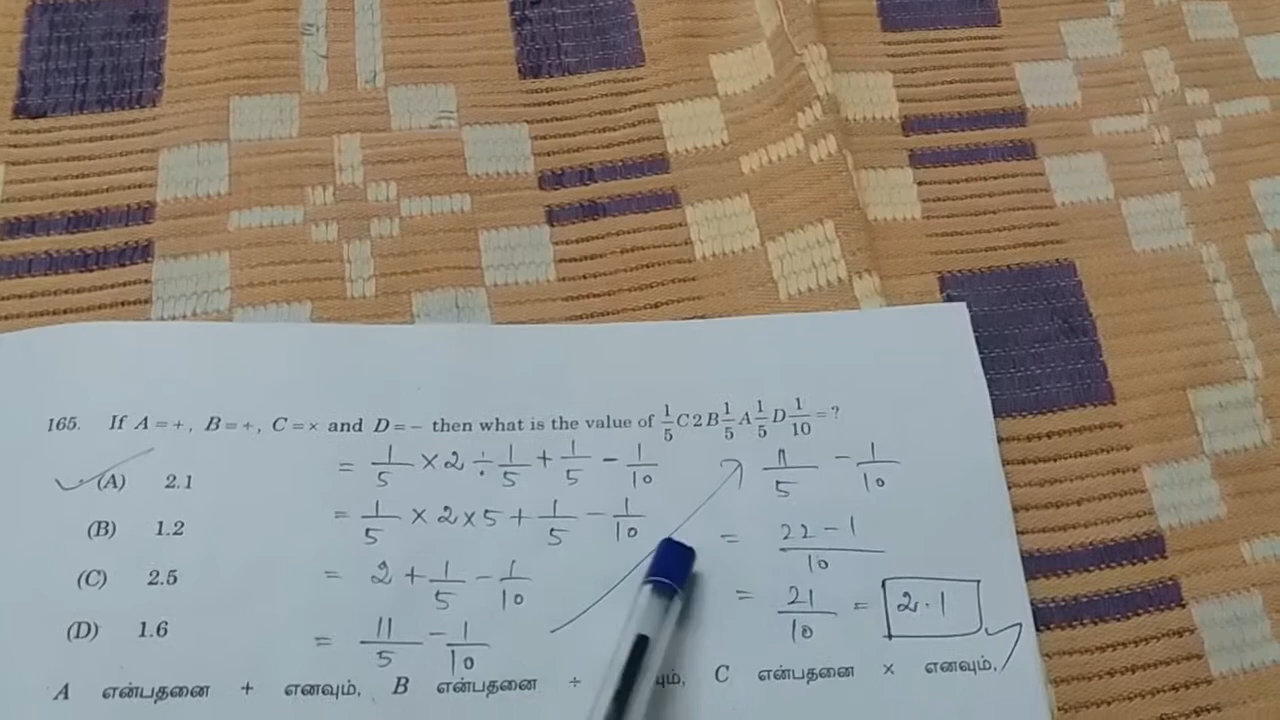 165. If A = +, B = ÷, C = × and D = − then what is the value of 1/5 C 2 B 1/5 A 1/5 D 1/10 = ?
(A) 2.1
(B) 1.2
(C) 2.5
(D) 1.6
= 1/5 × 2 ÷ 1/5 + 1/5 − 1/10
= 1/5 × 2 × 5 + 1/5 − 1/10
= 2 + 1/5 − 1/10
= 11/5 − 1/10
11/5 − 1/10
= 22 − 1/10
= 21/10 = 2.1
A என்பதனை + எனவும், B என்பதனை ÷ C என்பதனை × எனவும்,